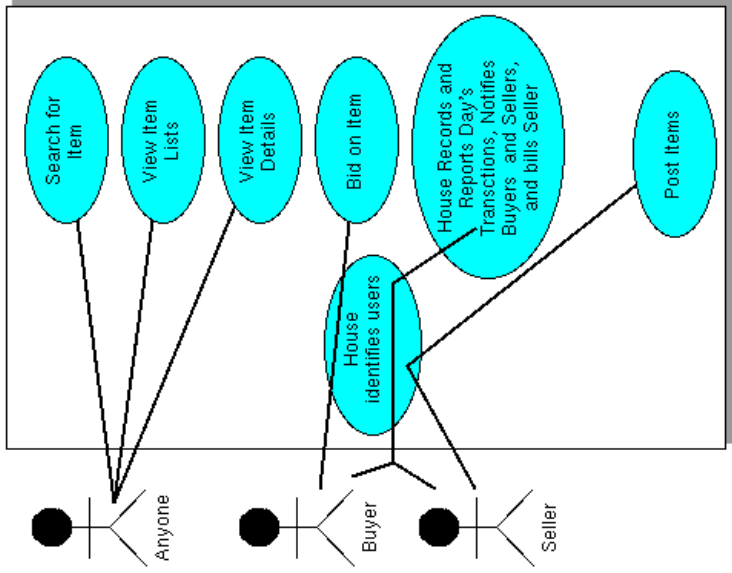 Search for
Item
View Item
Lists
View Item
Details
Bid on Item
House Records and
Reports Day's
Transctions, Notifies
Buyers and Sellers,
and bills Seller
Post Items
House
identifies users
Anyone
Buyer
Seller